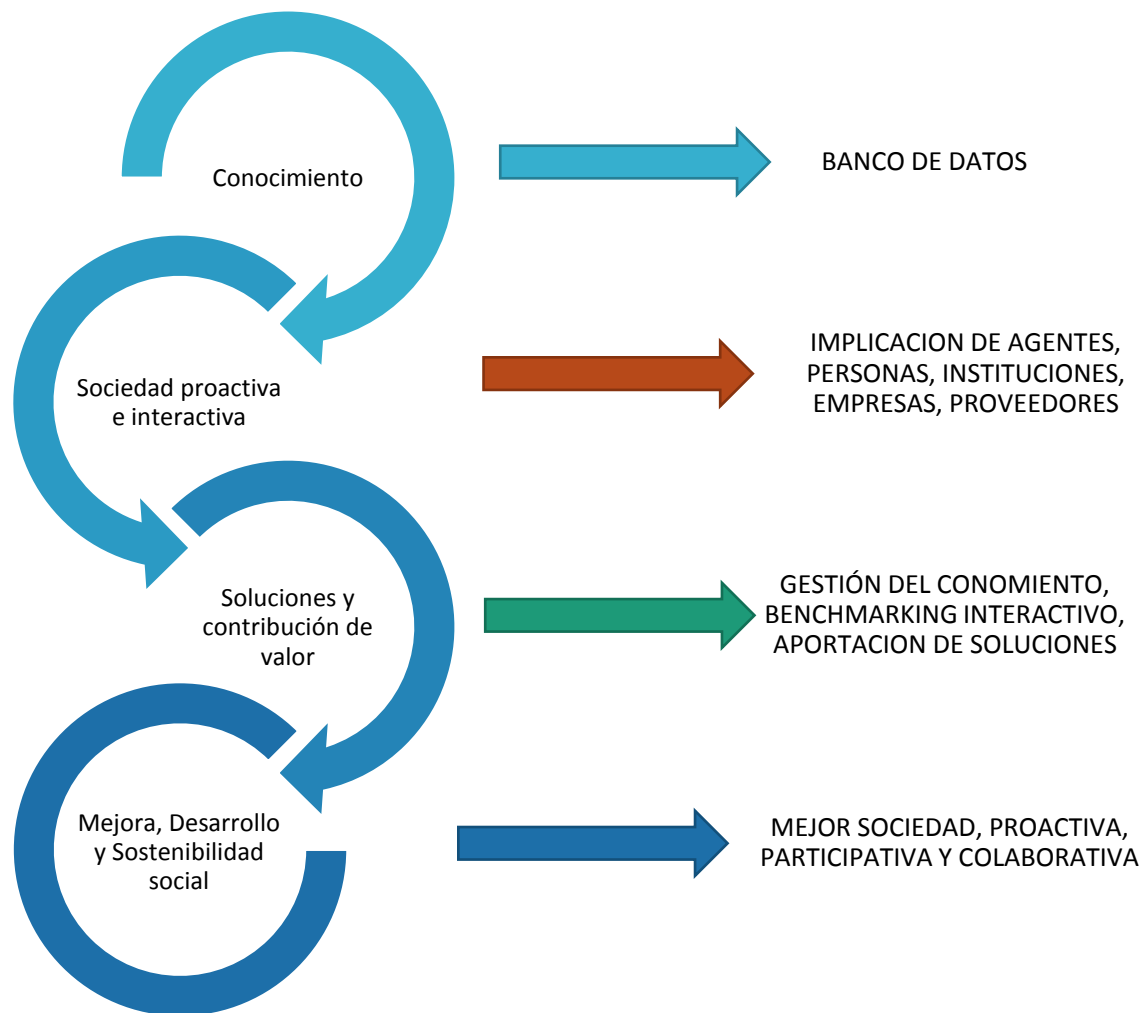 Conocimiento
BANCO DE DATOS
Sociedad proactiva
e interactiva
IMPLICACION DE AGENTES,
PERSONAS, INSTITUCIONES,
EMPRESAS, PROVEEDORES
Soluciones y
contribución de
valor
GESTIÓN DEL CONOMIENTO,
BENCHMARKING INTERACTIVO,
APORTACION DE SOLUCIONES
Mejora, Desarrollo
y Sostenibilidad
social
MEJOR SOCIEDAD, PROACTIVA,
PARTICIPATIVA Y COLABORATIVA